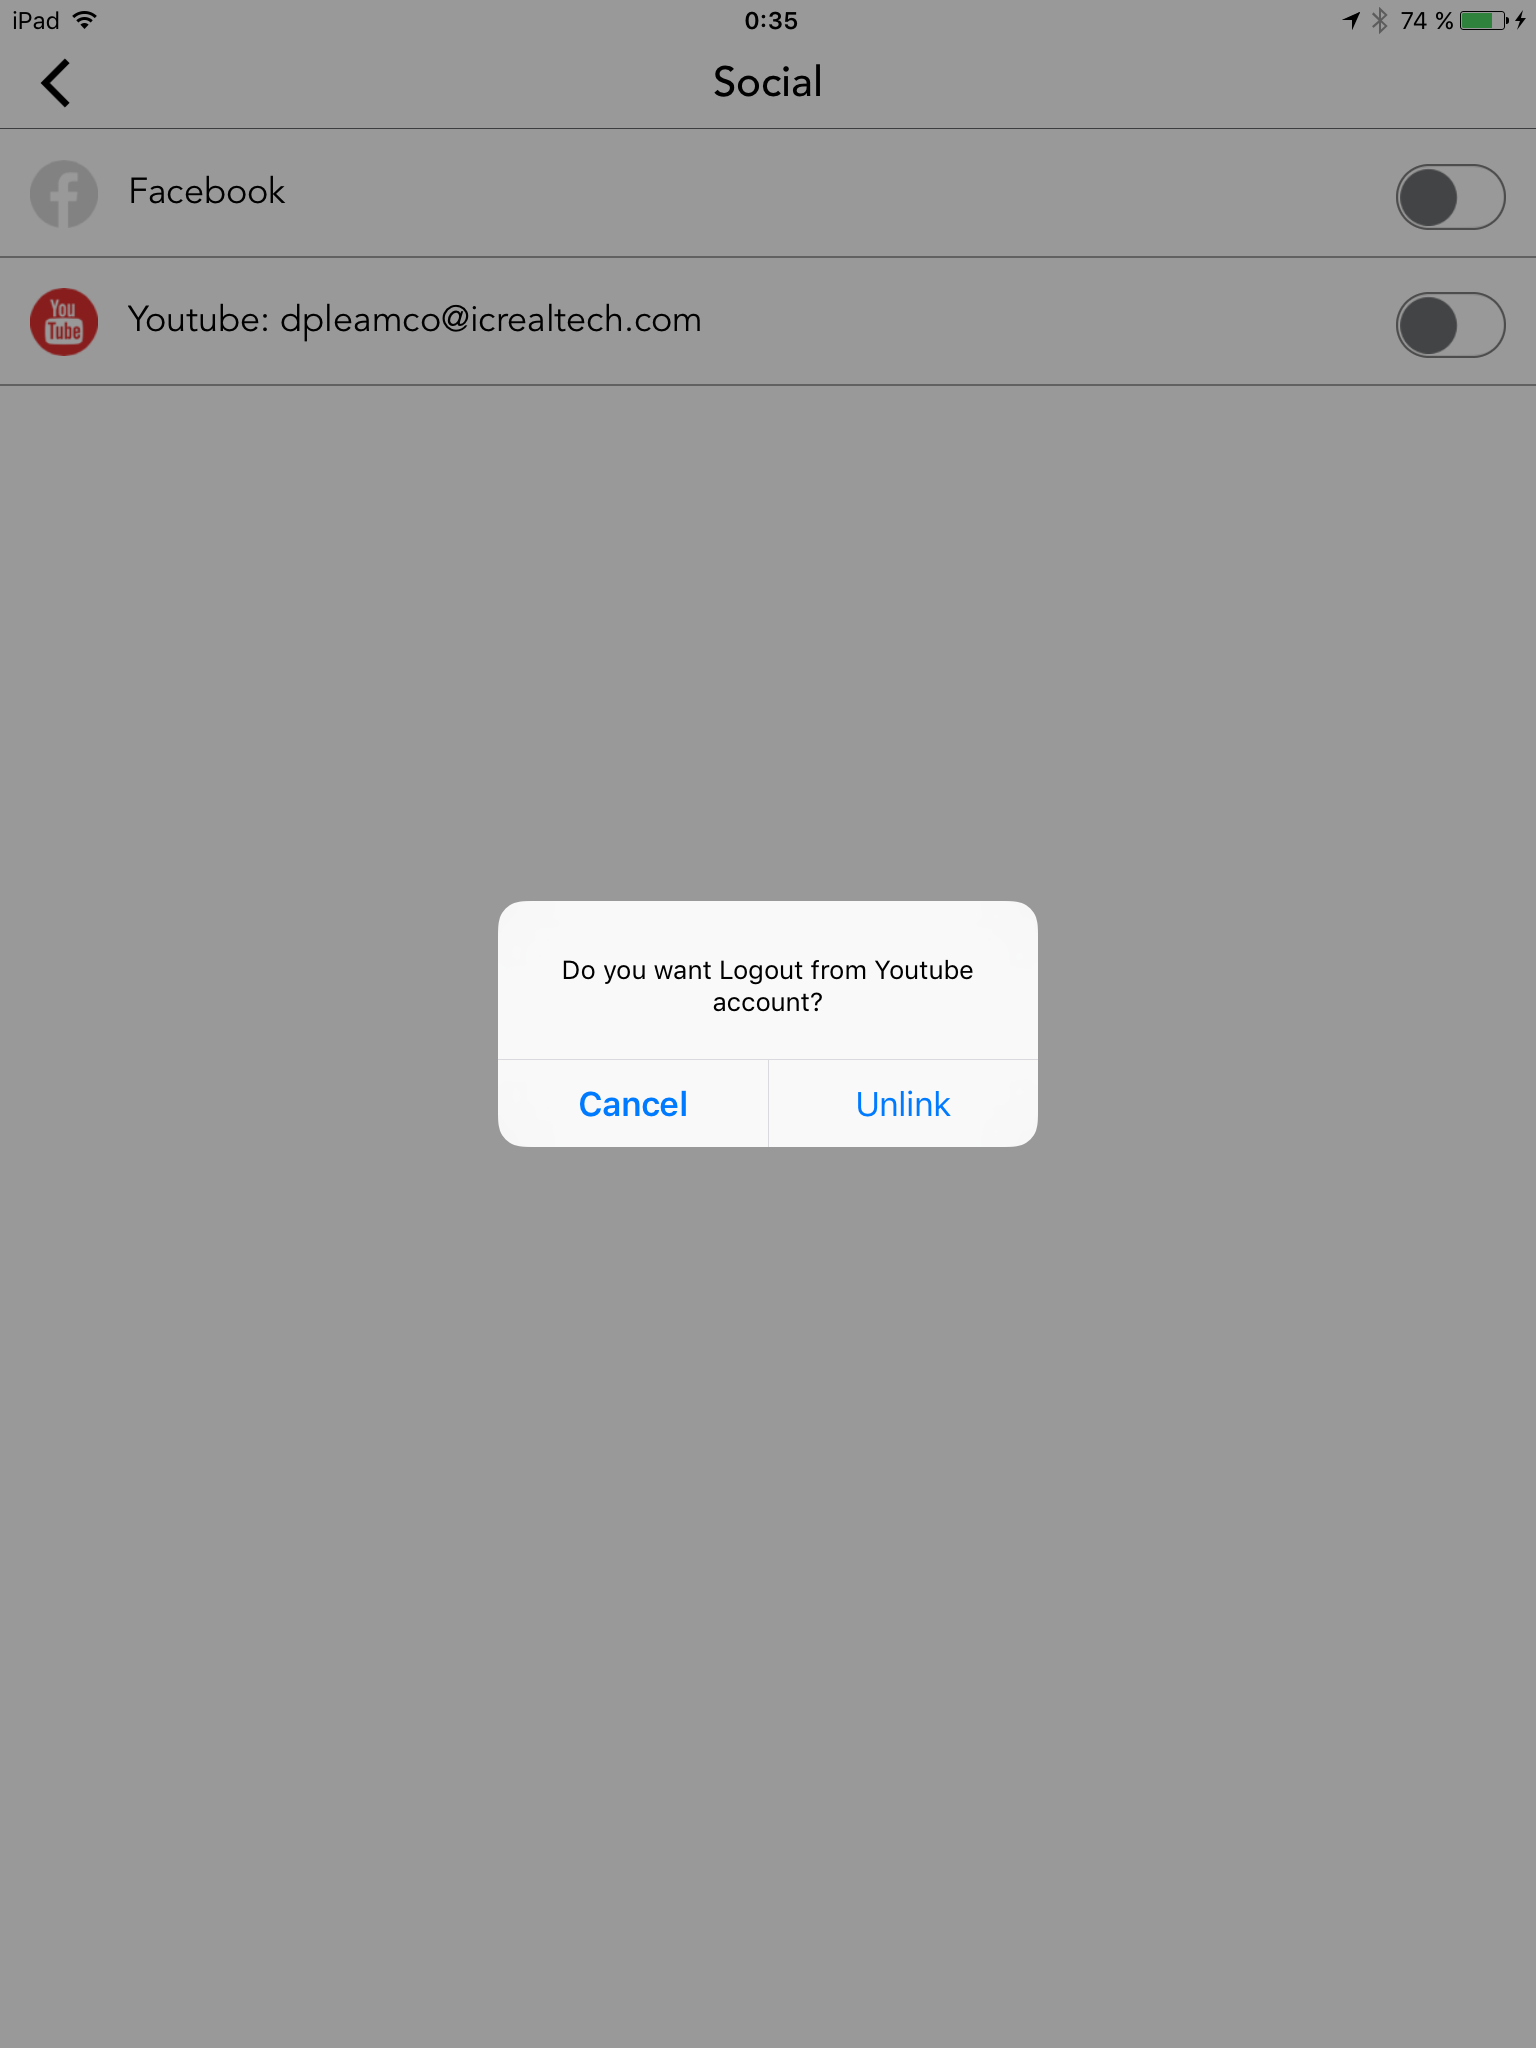 iPad 0:35 74 %
Social
Facebook
You
Tube
Youtube: dpleamco@icrealtech.com
Do you want Logout from Youtube
account?
Cancel Unlink